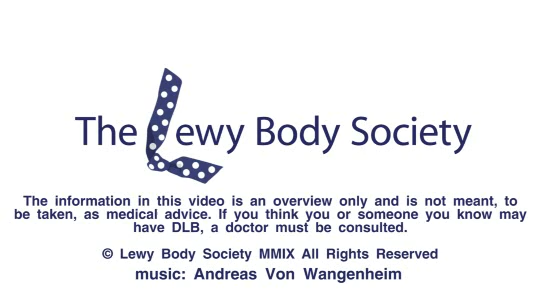 The Lewy Body Society
The information in this video is an overview only and is not meant, to
be taken, as medical advice. If you think you or someone you know may
have DLB, a doctor must be consulted.
© Lewy Body Society MMIX All Rights Reserved
music: Andreas Von Wangenheim